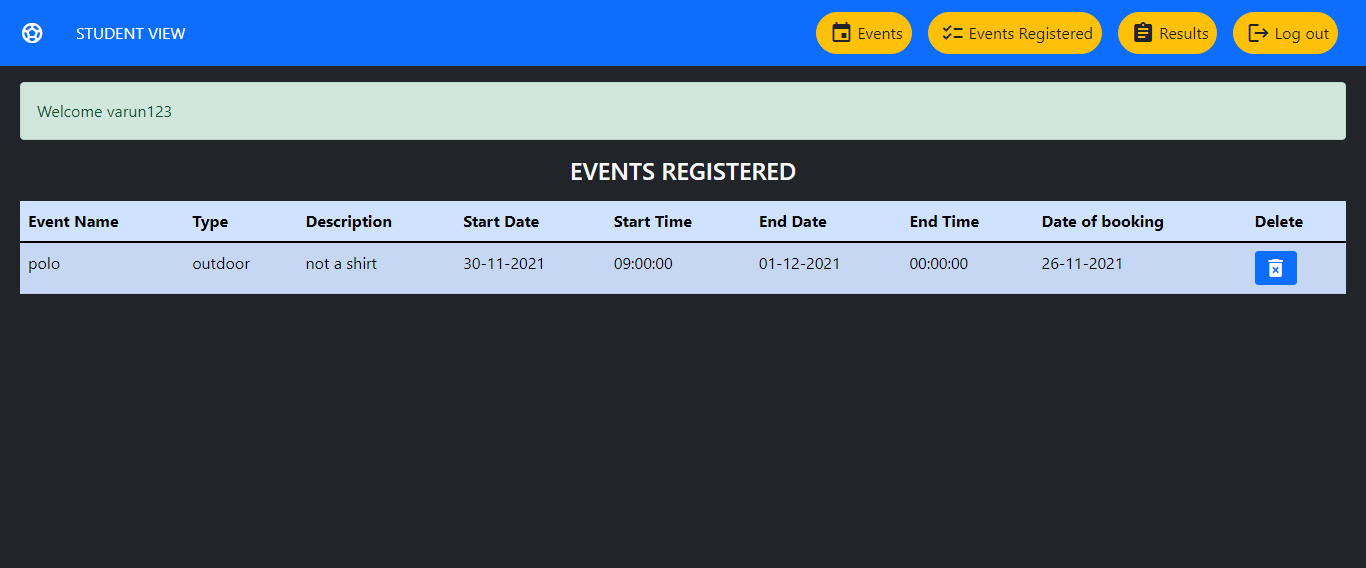 STUDENT VIEW Events Events Registered Results Log out
Welcome varun123
EVENTS REGISTERED
Event Name Type Description Start Date Start Time End Date End Time Date of booking Delete
polo outdoor not a shirt 30-11-2021 09:00:00 01-12-2021 00:00:00 26-11-2021